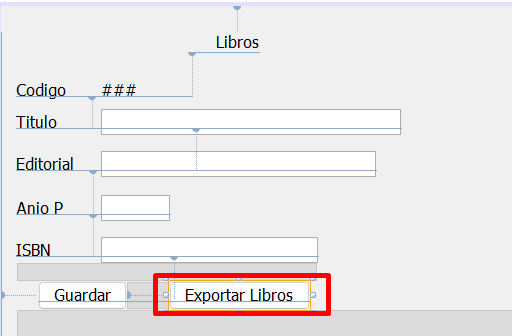 Libros
Codigo ###
Titulo
Editorial
Anio P
ISBN
Guardar Exportar Libros